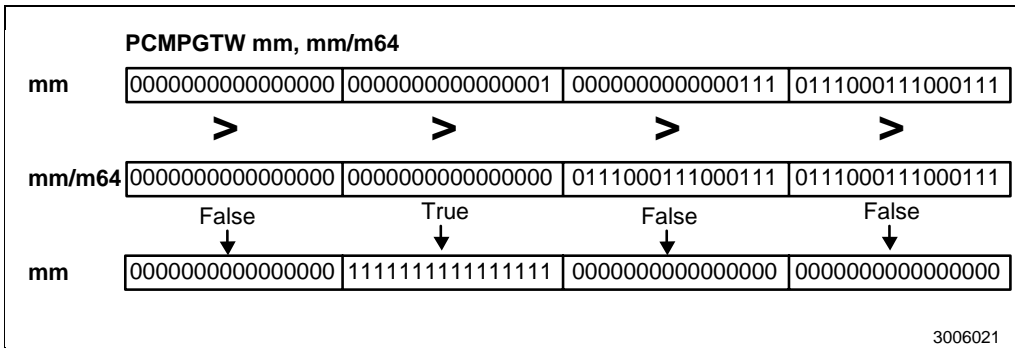 PCMPGTW mm, mm/m64
mm 0000000000000000 0000000000000001 0000000000000111 0111000111000111
> > > >
mm/m64 0000000000000000 0000000000000000 0111000111000111 0111000111000111
False True False False
mm 0000000000000000 1111111111111111 0000000000000000 0000000000000000
3006021